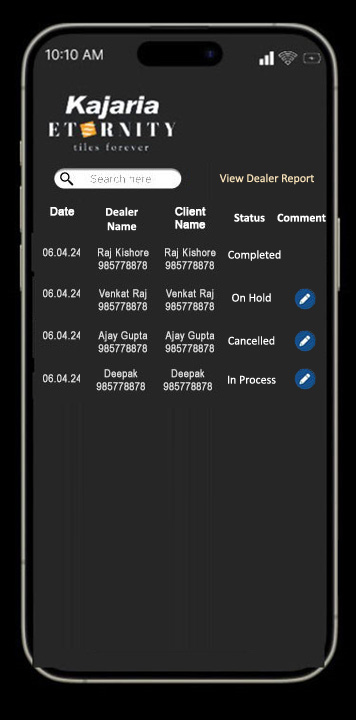 10:10 AM
Kajaria
ETERNITY
tiles forever
Search here
View Dealer Report
Date Dealer Name Client Name Status Comment
06.04.24 Raj Kishore Raj Kishore Completed
985778878 985778878
06.04.24 Venkat Raj Venkat Raj On Hold
985778878 985778878
06.04.24 Ajay Gupta Ajay Gupta Cancelled
985778878 985778878
06.04.24 Deepak Deepak In Process
985778878 985778878